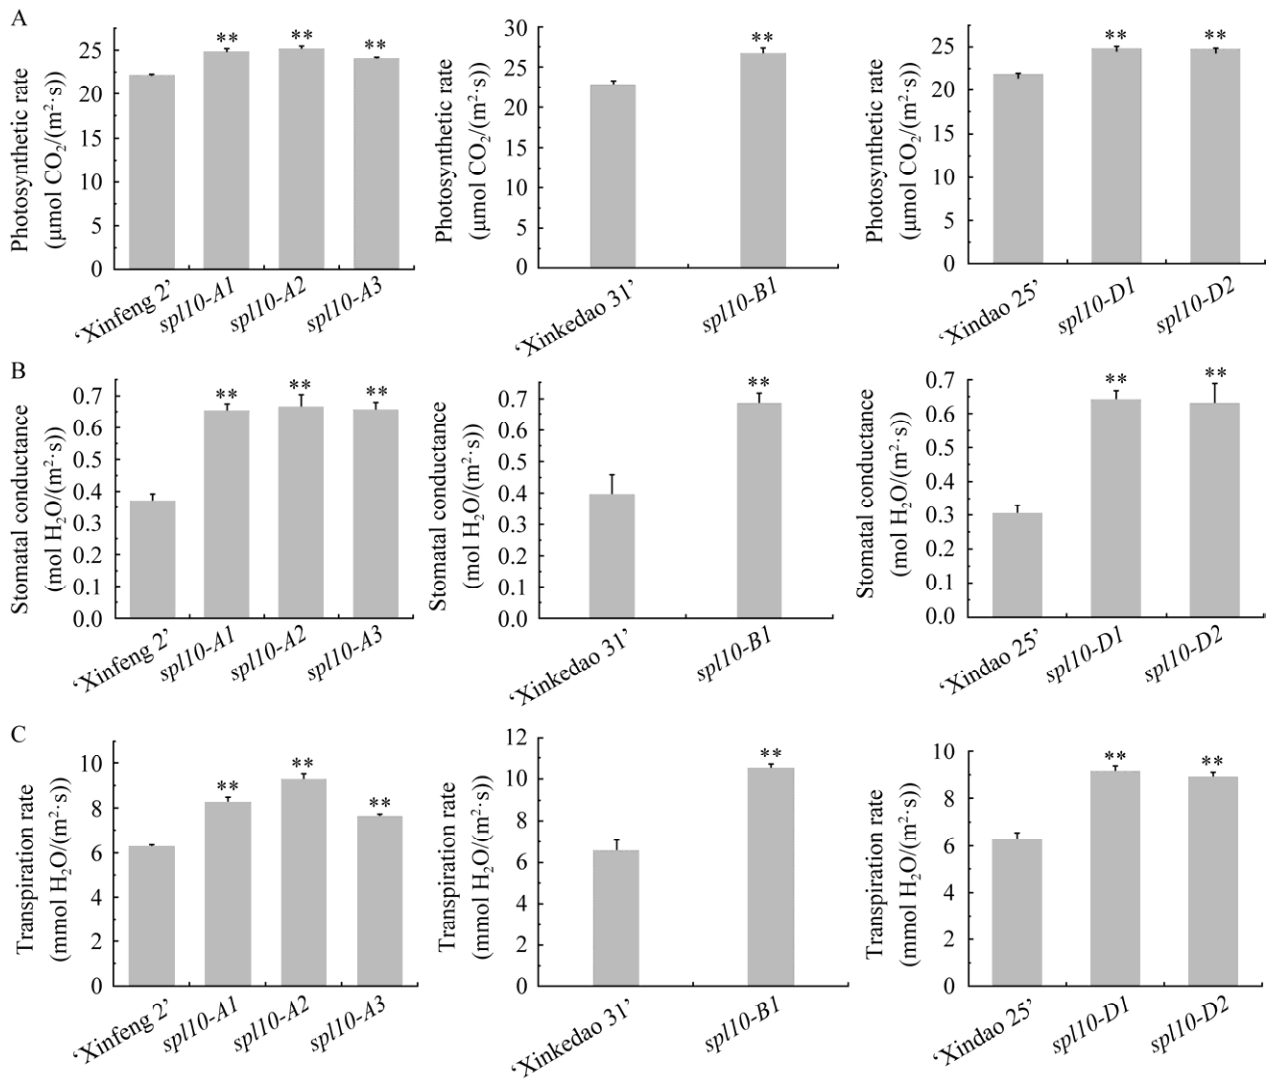 A
Photosynthetic rate
(μmol CO₂/(m²·s))
25
20
15
10
5
0
**
**
**
‘Xinfeng 2’
spl10-A1
spl10-A2
spl10-A3
Photosynthetic rate
(μmol CO₂/(m²·s))
30
25
20
15
10
5
0
**
‘Xinkedao 31’
spl10-B1
Photosynthetic rate
(μmol CO₂/(m²·s))
25
20
15
10
5
0
**
**
‘Xindao 25’
spl10-D1
spl10-D2
B
Stomatal conductance
(mol H₂O/(m²·s))
0.7
0.6
0.5
0.4
0.3
0.2
0.1
0.0
**
**
**
‘Xinfeng 2’
spl10-A1
spl10-A2
spl10-A3
Stomatal conductance
(mol H₂O/(m²·s))
0.7
0.6
0.5
0.4
0.3
0.2
0.1
0.0
**
‘Xinkedao 31’
spl10-B1
Stomatal conductance
(mol H₂O/(m²·s))
0.7
0.6
0.5
0.4
0.3
0.2
0.1
0.0
**
**
‘Xindao 25’
spl10-D1
spl10-D2
C
Transpiration rate
(mmol H₂O/(m²·s))
10
8
6
4
2
0
**
**
**
‘Xinfeng 2’
spl10-A1
spl10-A2
spl10-A3
Transpiration rate
(mmol H₂O/(m²·s))
12
10
8
6
4
2
0
**
‘Xinkedao 31’
spl10-B1
Transpiration rate
(mmol H₂O/(m²·s))
10
8
6
4
2
0
**
**
‘Xindao 25’
spl10-D1
spl10-D2